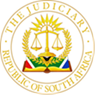 THE JUDICIARY
REPUBLIC OF SOUTH AFRICA